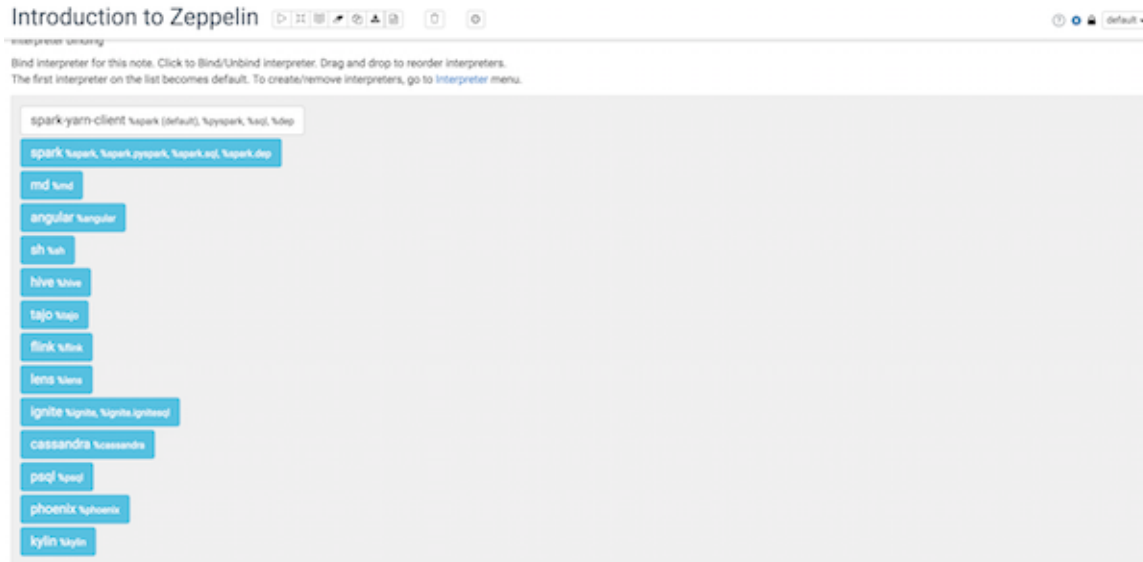 Introduction to Zeppelin
default
Interpreter binding
Bind interpreter for this note. Click to Bind/Unbind interpreter. Drag and drop to reorder interpreters.
The first interpreter on the list becomes default. To create/remove interpreters, go to Interpreter menu.
spark-yarn-client %spark (default), %pyspark, %sql, %dep
spark %spark, %spark.pyspark, %spark.sql, %spark.dep
md %md
angular %angular
sh %sh
hive %hive
tajo %tajo
flink %flink
lens %lens
ignite %ignite, %ignite.ignitesql
cassandra %cassandra
psql %psql
phoenix %phoenix
kylin %kylin